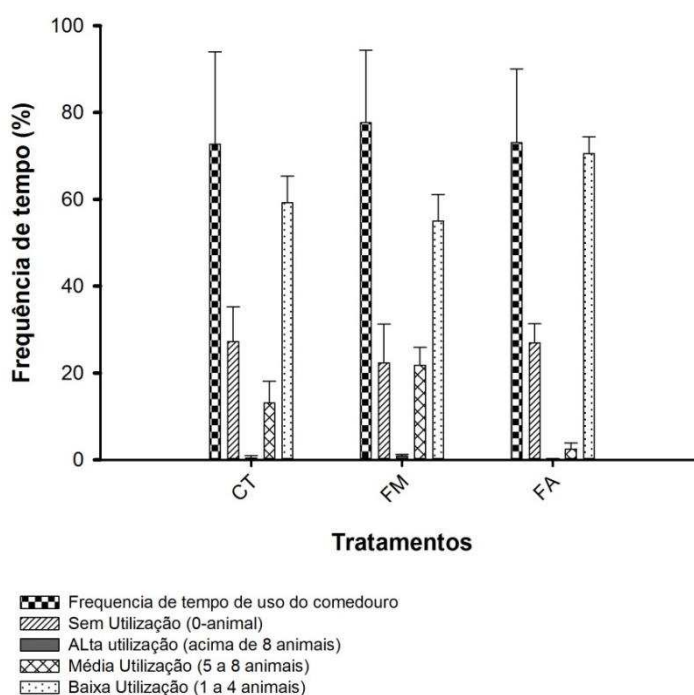 Frequência de tempo (%)
100
80
60
40
20
0
CT
FM
FA
Tratamentos
Frequencia de tempo de uso do comedouro
Sem Utilização (0-animal)
ALta utilização (acima de 8 animais)
Média Utilização (5 a 8 animais)
Baixa Utilização (1 a 4 animais)